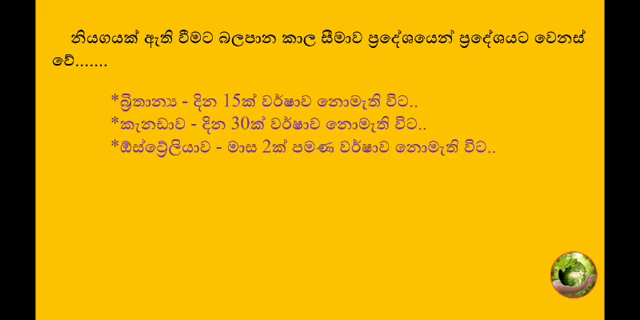 නියගයක් ඇති වීමට බලපාන කාල සීමාව ප්‍රදේශයෙන් ප්‍රදේශයට වෙනස්
වේ.......
*බ්‍රිතාන්‍ය - දින 15ක් වර්ෂාව නොමැති විට..
*කැනඩාව - දින 30ක් වර්ෂාව නොමැති විට..
*ඕස්ට්‍රේලියාව - මාස 2ක් පමණ වර්ෂාව නොමැති විට..